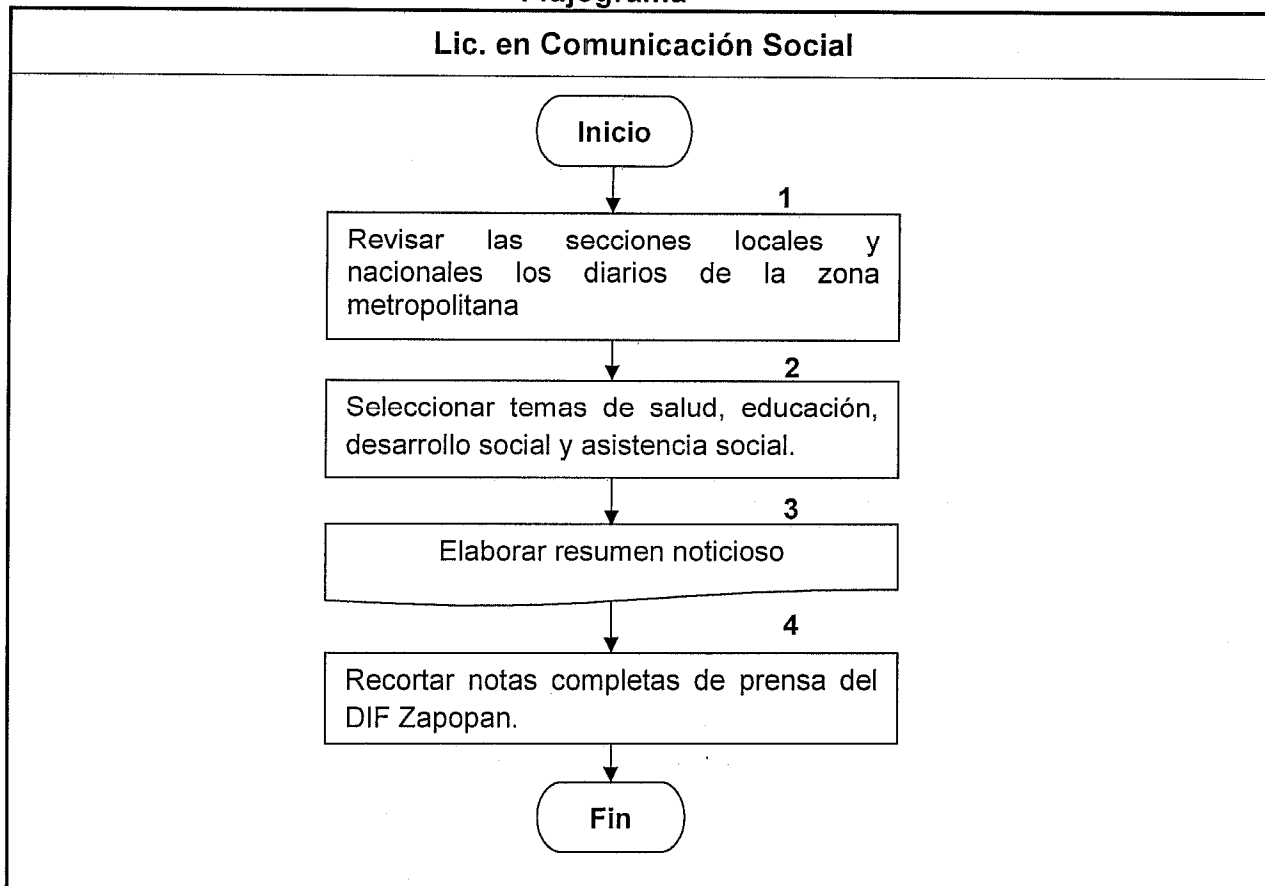 Lic. en Comunicación Social
Inicio
1
Revisar las secciones locales y
nacionales los diarios de la zona
metropolitana
2
Seleccionar temas de salud, educación,
desarrollo social y asistencia social.
3
Elaborar resumen noticioso
4
Recortar notas completas de prensa del
DIF Zapopan.
Fin